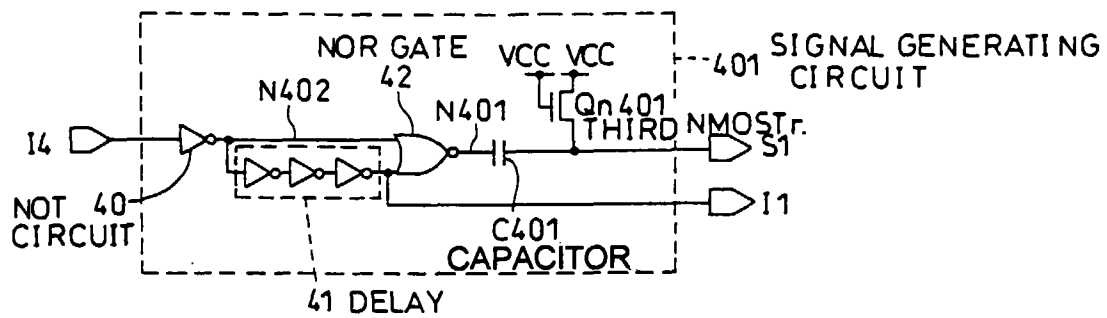 NOR GATE
42
VCC VCC
401 SIGNAL GENERATING
CIRCUIT
N402
N401
Qn401
THIRD NMOSTr.
I4
S1
I1
NOT 40
CIRCUIT
C401
CAPACITOR
41 DELAY